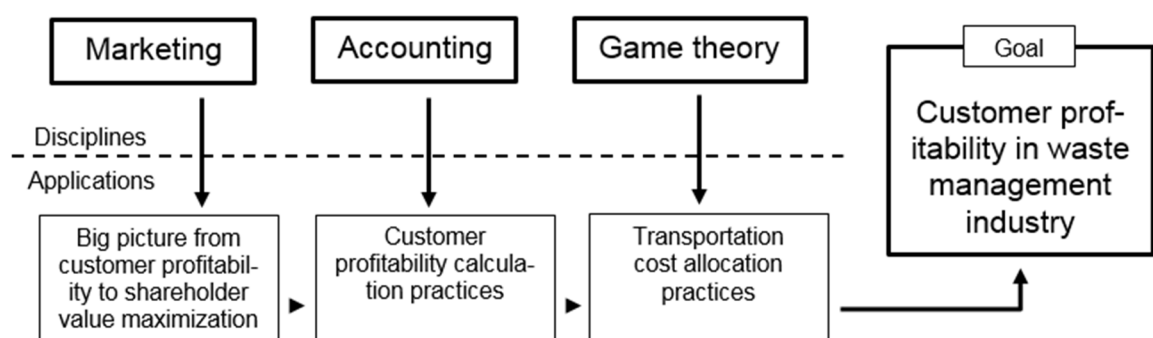 Marketing
Accounting
Game theory
Goal
Customer prof-
itability in waste
management
industry
Disciplines
Applications
Big picture from
customer profitabil-
ity to shareholder
value maximization
Customer
profitability calcula-
tion practices
Transportation
cost allocation
practices